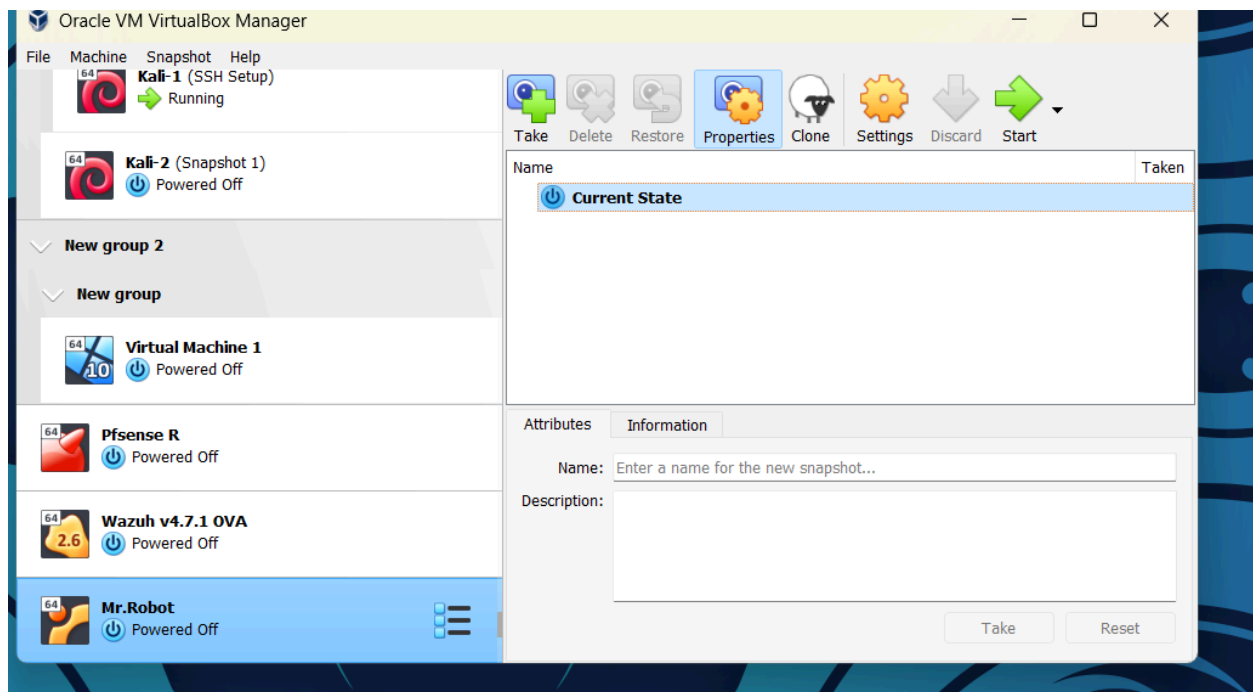 Oracle VM VirtualBox Manager
File Machine Snapshot Help
64 Kali-1 (SSH Setup)
Running
64 Kali-2 (Snapshot 1)
Powered Off
New group 2
New group
64 10 Virtual Machine 1
Powered Off
64 Pfsense R
Powered Off
64 2.6 Wazuh v4.7.1 OVA
Powered Off
64 Mr.Robot
Powered Off
Take Delete Restore Properties Clone Settings Discard Start
Name Taken
Current State
Attributes Information
Name: Enter a name for the new snapshot...
Description:
Take Reset